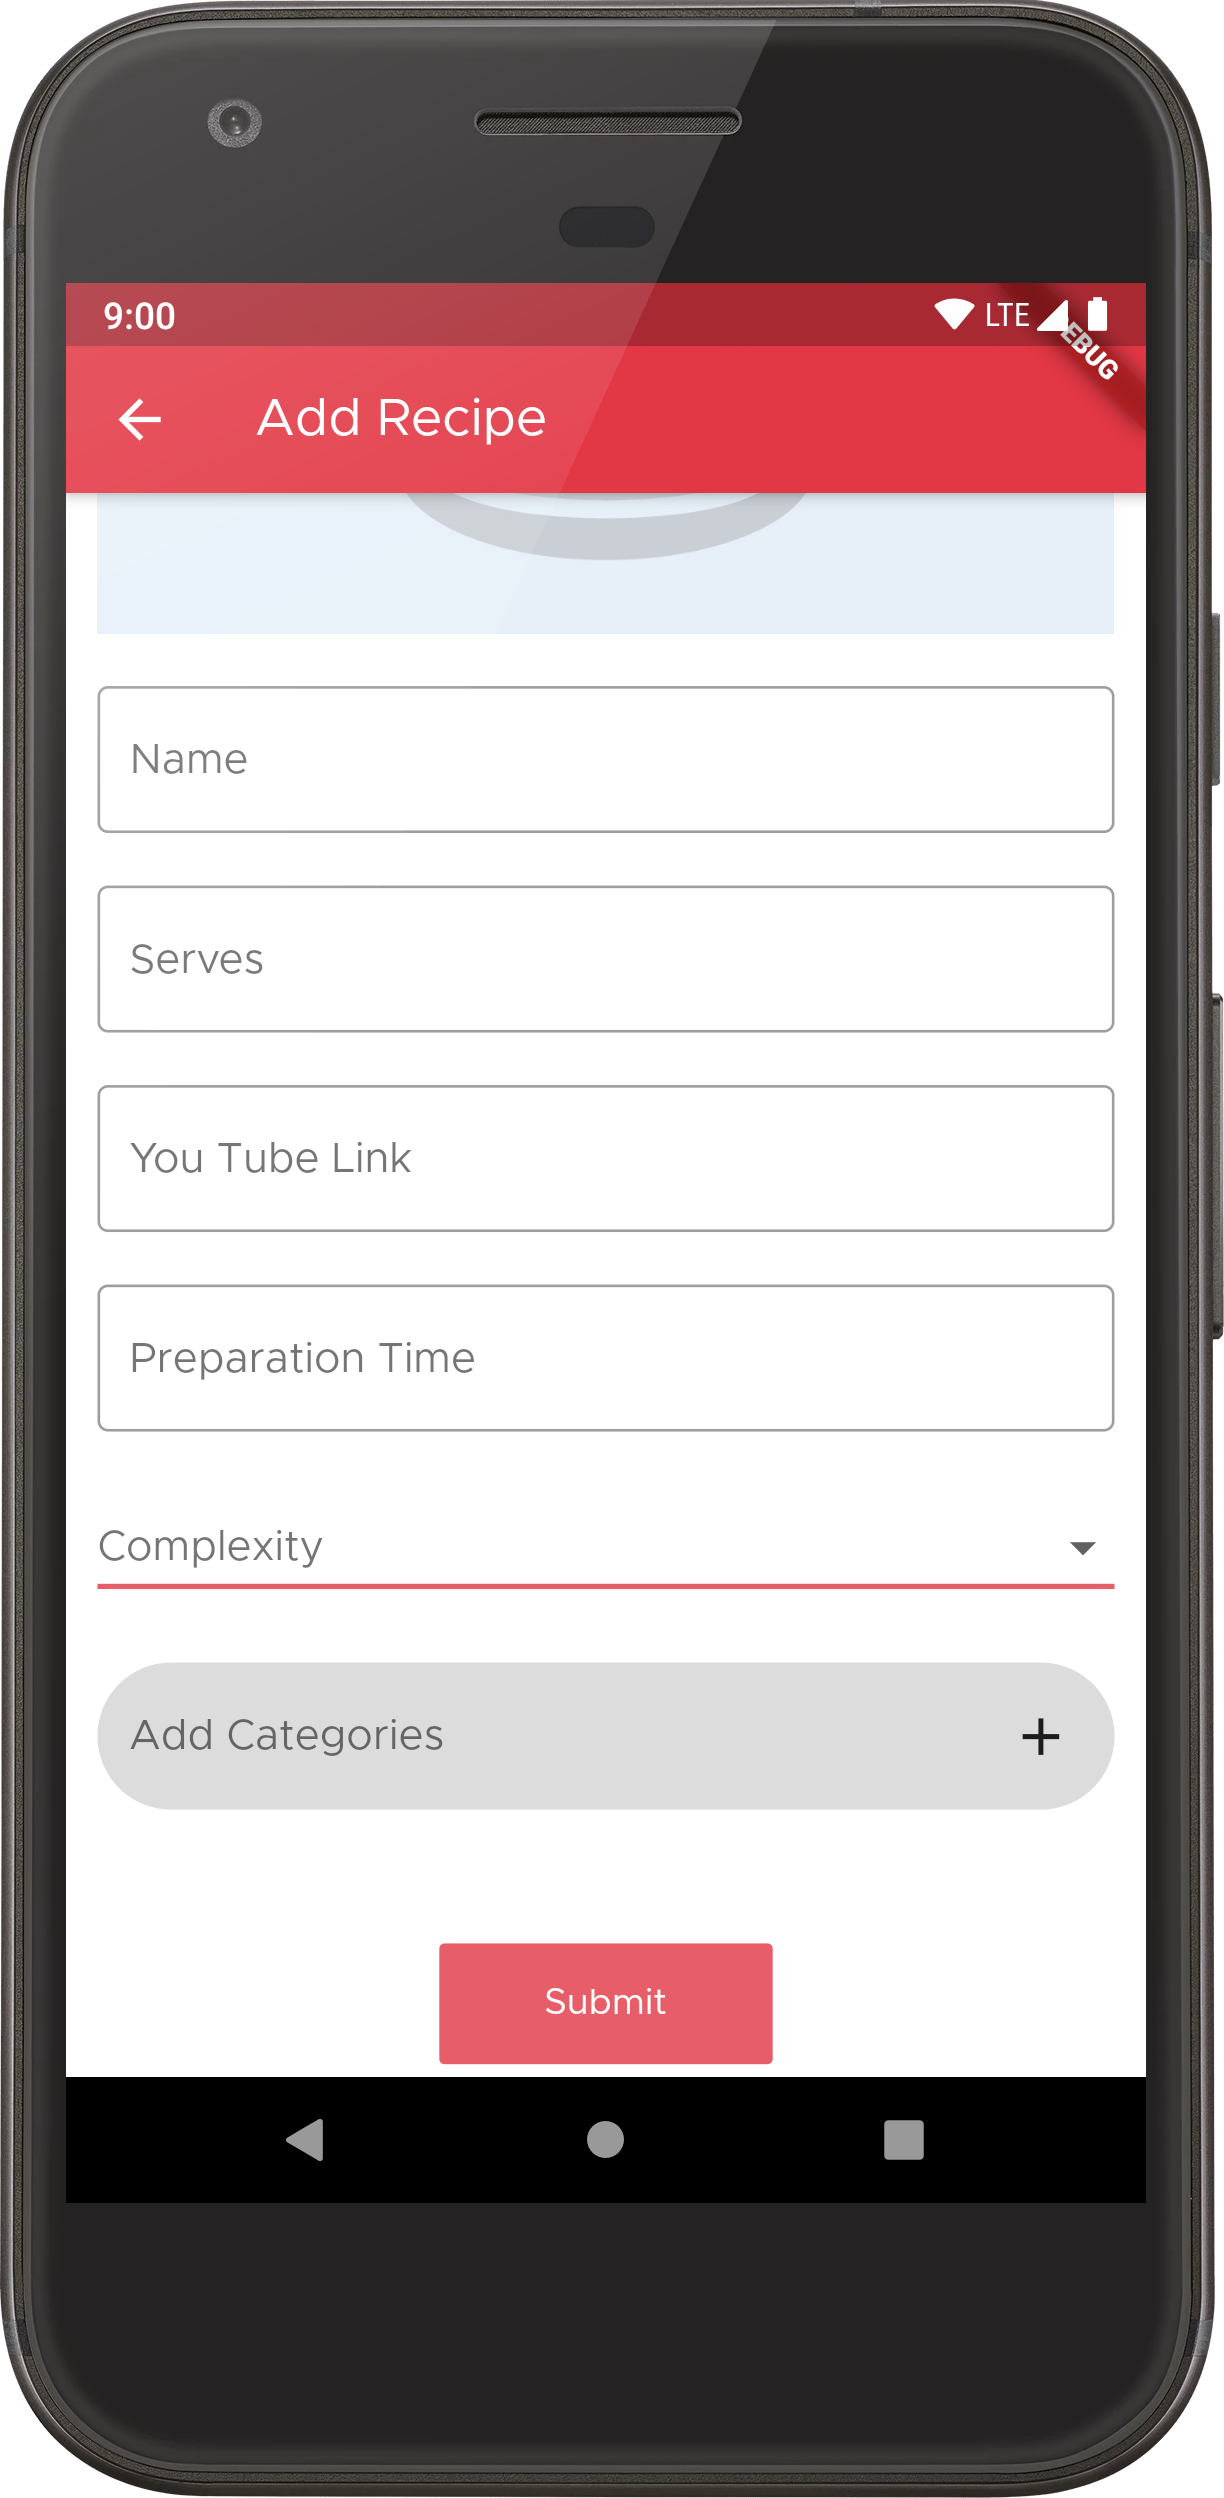 9:00 LTE
EBUG
Add Recipe
Name
Serves
You Tube Link
Preparation Time
Complexity
Add Categories +
Submit